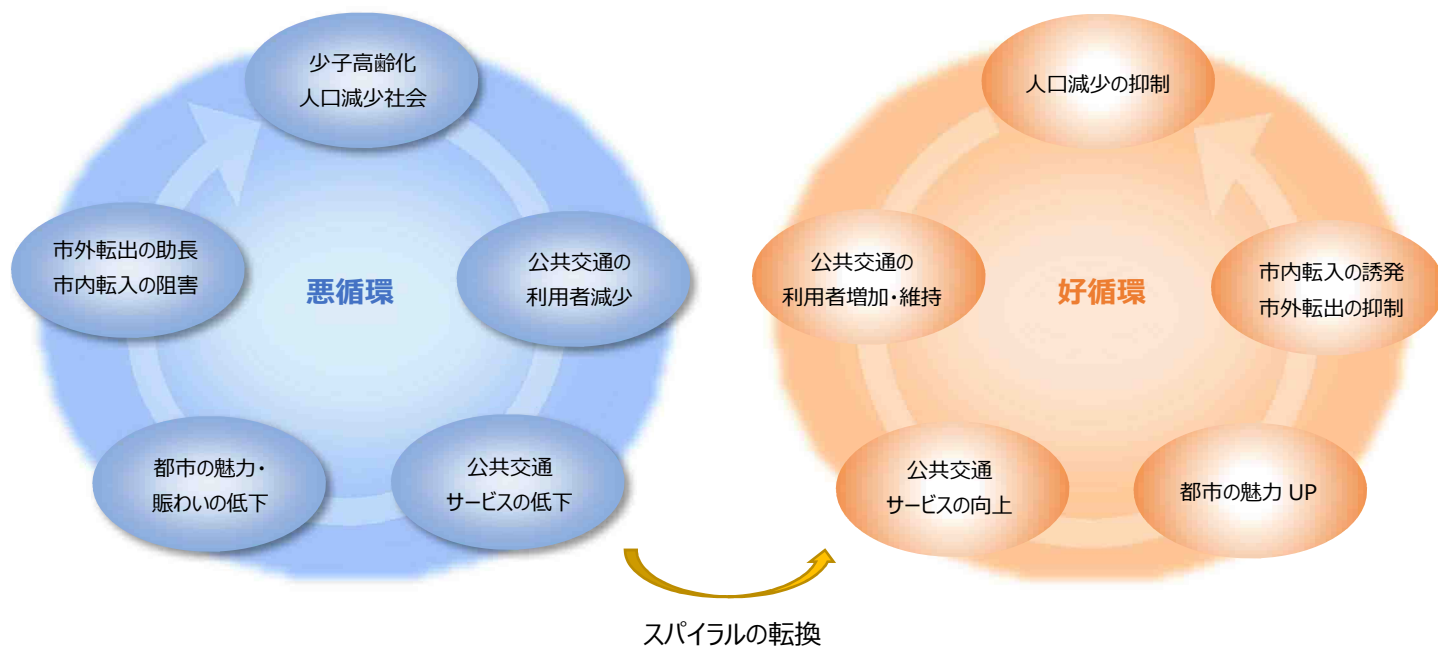 少子高齢化
人口減少社会
公共交通の
利用者減少
公共交通
サービスの低下
都市の魅力・
賑わいの低下
市外転出の助長
市内転入の阻害
悪循環
人口減少の抑制
公共交通の
利用者増加・維持
公共交通
サービスの向上
都市の魅力 UP
市内転入の誘発
市外転出の抑制
好循環
スパイラルの転換